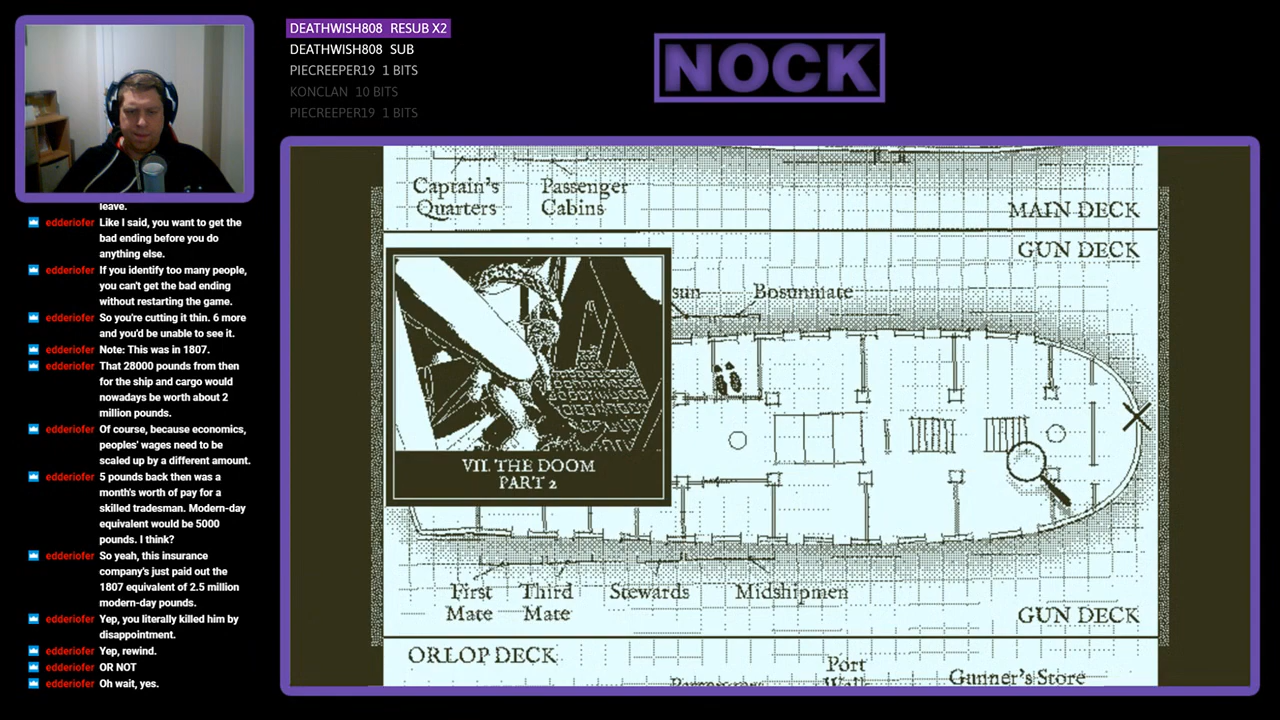 DEATHWISH808 RESUB X2
DEATHWISH808 SUB
PIECREEPER19 1 BITS
KONCLAN 10 BITS
PIECREEPER19 1 BITS
NOCK
leave.
edderiofer Like I said, you want to get the
bad ending before you do
anything else.
edderiofer If you identify too many people,
you can't get the bad ending
without restarting the game.
edderiofer So you're cutting it thin. 6 more
and you'd be unable to see it.
edderiofer Note: This was in 1807.
edderiofer That 28000 pounds from then
for the ship and cargo would
nowadays be worth about 2
million pounds.
edderiofer Of course, because economics,
peoples' wages need to be
scaled up by a different amount.
edderiofer 5 pounds back then was a
month's worth of pay for a
skilled tradesman. Modern-day
equivalent would be 5000
pounds. I think?
edderiofer So yeah, this insurance
company's just paid out the
1807 equivalent of 2.5 million
modern-day pounds.
edderiofer Yep, you literally killed him by
disappointment.
edderiofer Yep, rewind.
edderiofer OR NOT
edderiofer Oh wait, yes.
Captain's
Quarters
Passenger
Cabins
MAIN DECK
GUN DECK
sun
Bosunmate
VII. THE DOOM
PART 2
First
Mate
Third
Mate
Stewards
Midshipmen
GUN DECK
ORLOP DECK
Port
Gunner's Store